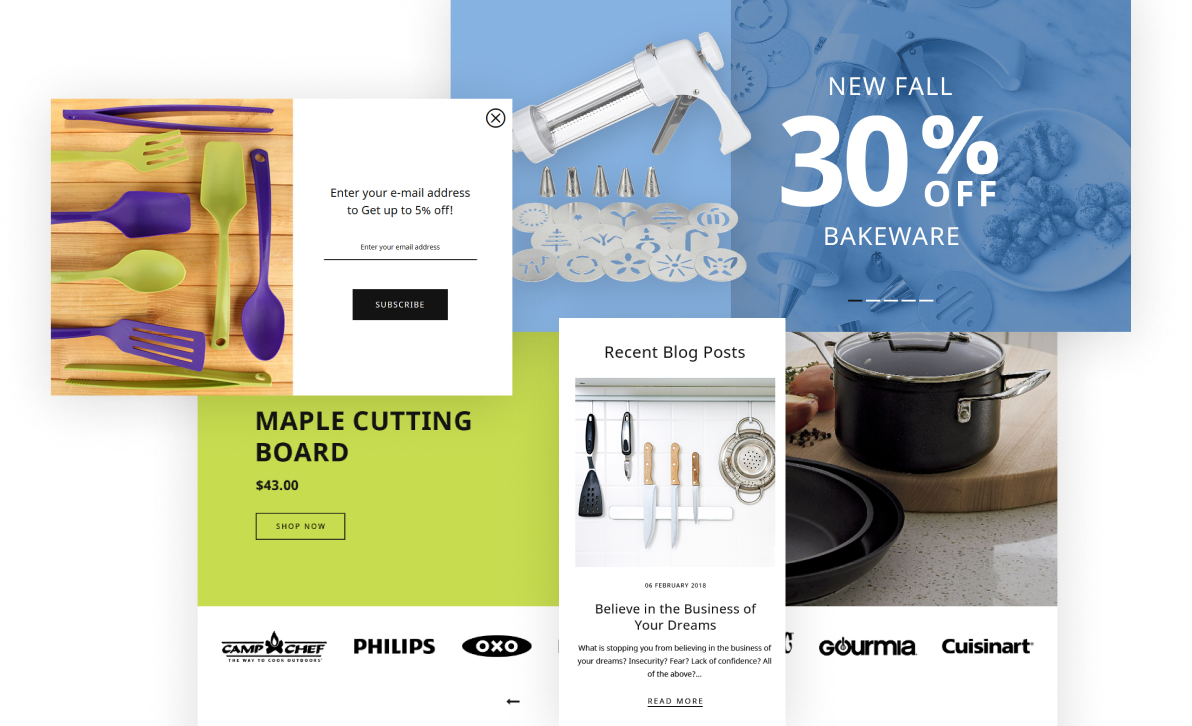 NEW FALL
30%
OFF
BAKEWARE
Enter your e-mail address
to Get up to 5% off!
Enter your email address
SUBSCRIBE
MAPLE CUTTING
BOARD
$43.00
SHOP NOW
Recent Blog Posts
06 FEBRUARY 2018
Believe in the Business of
Your Dreams
What is stopping you from believing in the business of
your dreams? Insecurity? Fear? Lack of confidence? All
of the above?...
READ MORE
CAMP CHEF
THE WAY TO COOK OUTDOORS
PHILIPS
OXO
Gourmia
Cuisinart